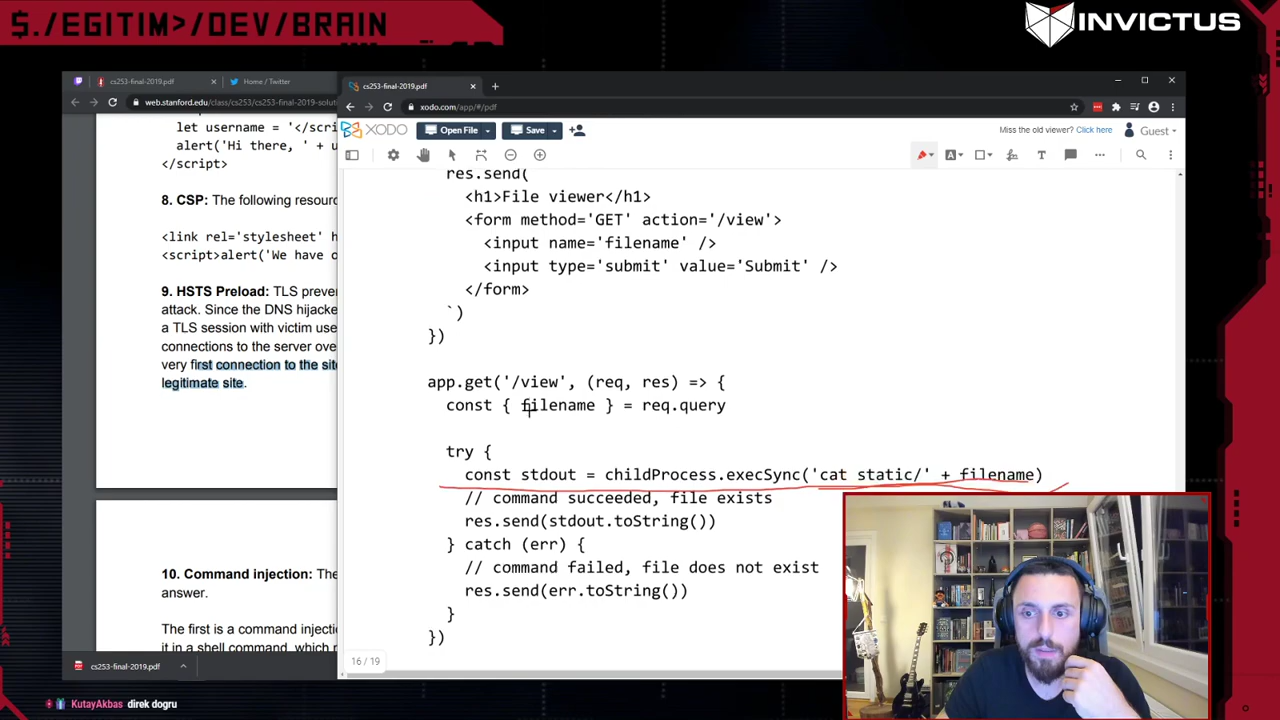 $./EGITIM>/DEV/BRAIN
INVICTUS
cs253-final-2019.pdf
Home / Twitter
web.stanford.edu/class/cs253/cs253-final-2019-solut
let username = '</scri
alert('Hi there, ' + u
</script>
8. CSP: The following resourc
<link rel='stylesheet' h
<script>alert('We have o
9. HSTS Preload: TLS preven
attack. Since the DNS hijacke
a TLS session with victim use
connections to the server ove
very first connection to the site
legitimate site.
10. Command injection: The
answer.
The first is a command injecti
it in a shell command, which r
cs253-final-2019.pdf
cs253-final-2019.pdf
xodo.com/app/#/pdf
XODO
Open File
Save
Miss the old viewer? Click here
Guest
A
T
res.send(`
<h1>File viewer</h1>
<form method='GET' action='/view'>
<input name='filename' />
<input type='submit' value='Submit' />
</form>
`)
})
app.get('/view', (req, res) => {
const { filename } = req.query
try {
const stdout = childProcess.execSync('cat static/' + filename)
// command succeeded, file exists
res.send(stdout.toString())
} catch (err) {
// command failed, file does not exist
res.send(err.toString())
}
})
16 / 19
KutayAkbas direk dogru